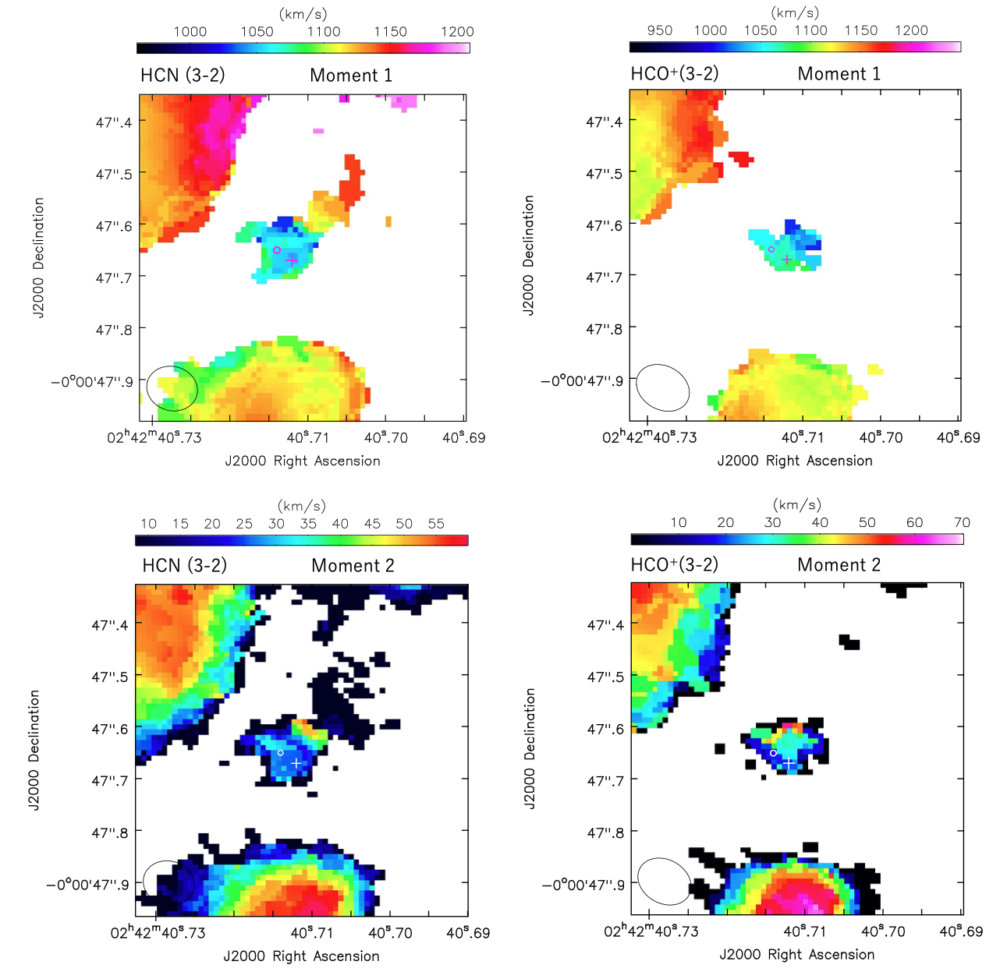 (km/s)
1000 1050 1100 1150 1200
HCN (3-2) Moment 1
47".4
47".5
47".6
47".7
47".8
−0°00'47".9
J2000 Declination
02ʰ42ᵐ40ˢ.73 40ˢ.71 40ˢ.70 40ˢ.69
J2000 Right Ascension
(km/s)
950 1000 1050 1100 1150 1200
HCO⁺(3-2) Moment 1
47".4
47".5
47".6
47".7
47".8
−0°00'47".9
J2000 Declination
02ʰ42ᵐ40ˢ.73 40ˢ.71 40ˢ.70 40ˢ.69
J2000 Right Ascension
(km/s)
10 15 20 25 30 35 40 45 50 55
HCN (3-2) Moment 2
47".4
47".5
47".6
47".7
47".8
−0°00'47".9
J2000 Declination
02ʰ42ᵐ40ˢ.73 40ˢ.71 40ˢ.70 40ˢ.69
J2000 Right Ascension
(km/s)
10 20 30 40 50 60 70
HCO⁺(3-2) Moment 2
47".4
47".5
47".6
47".7
47".8
−0°00'47".9
J2000 Declination
02ʰ42ᵐ40ˢ.73 40ˢ.71 40ˢ.70 40ˢ.69
J2000 Right Ascension